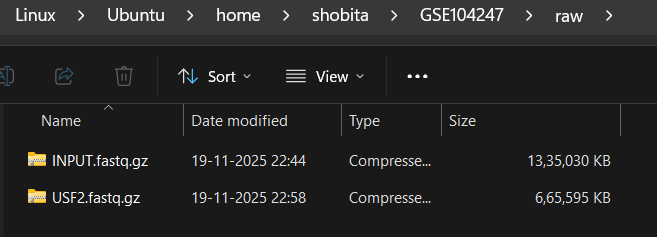 Linux > Ubuntu > home > shobita > GSE104247 > raw >
Sort View •••
Name Date modified Type Size
INPUT.fastq.gz 19-11-2025 22:44 Compresse... 13,35,030 KB
USF2.fastq.gz 19-11-2025 22:58 Compresse... 6,65,595 KB